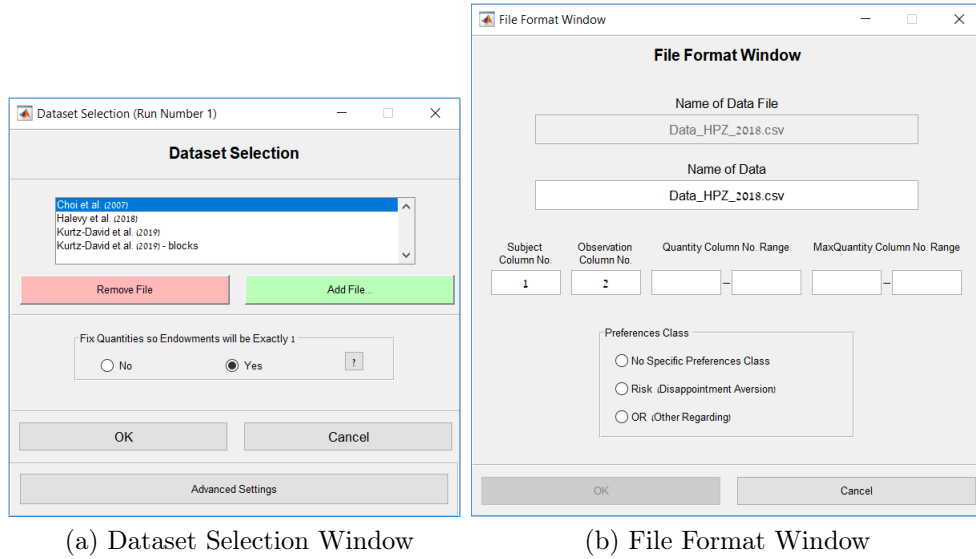 Dataset Selection (Run Number 1)
Dataset Selection
Choi et al. (2007)
Halevy et al. (2018)
Kurtz-David et al. (2019)
Kurtz-David et al. (2019) - blocks
Remove File
Add File...
Fix Quantities so Endowments will be Exactly 1
No
Yes
?
OK
Cancel
Advanced Settings
(a) Dataset Selection Window
File Format Window
File Format Window
Name of Data File
Data_HPZ_2018.csv
Name of Data
Data_HPZ_2018.csv
Subject
Column No.
Observation
Column No.
Quantity Column No. Range
MaxQuantity Column No. Range
1
2
–
–
Preferences Class
No Specific Preferences Class
Risk (Disappointment Aversion)
OR (Other Regarding)
OK
Cancel
(b) File Format Window